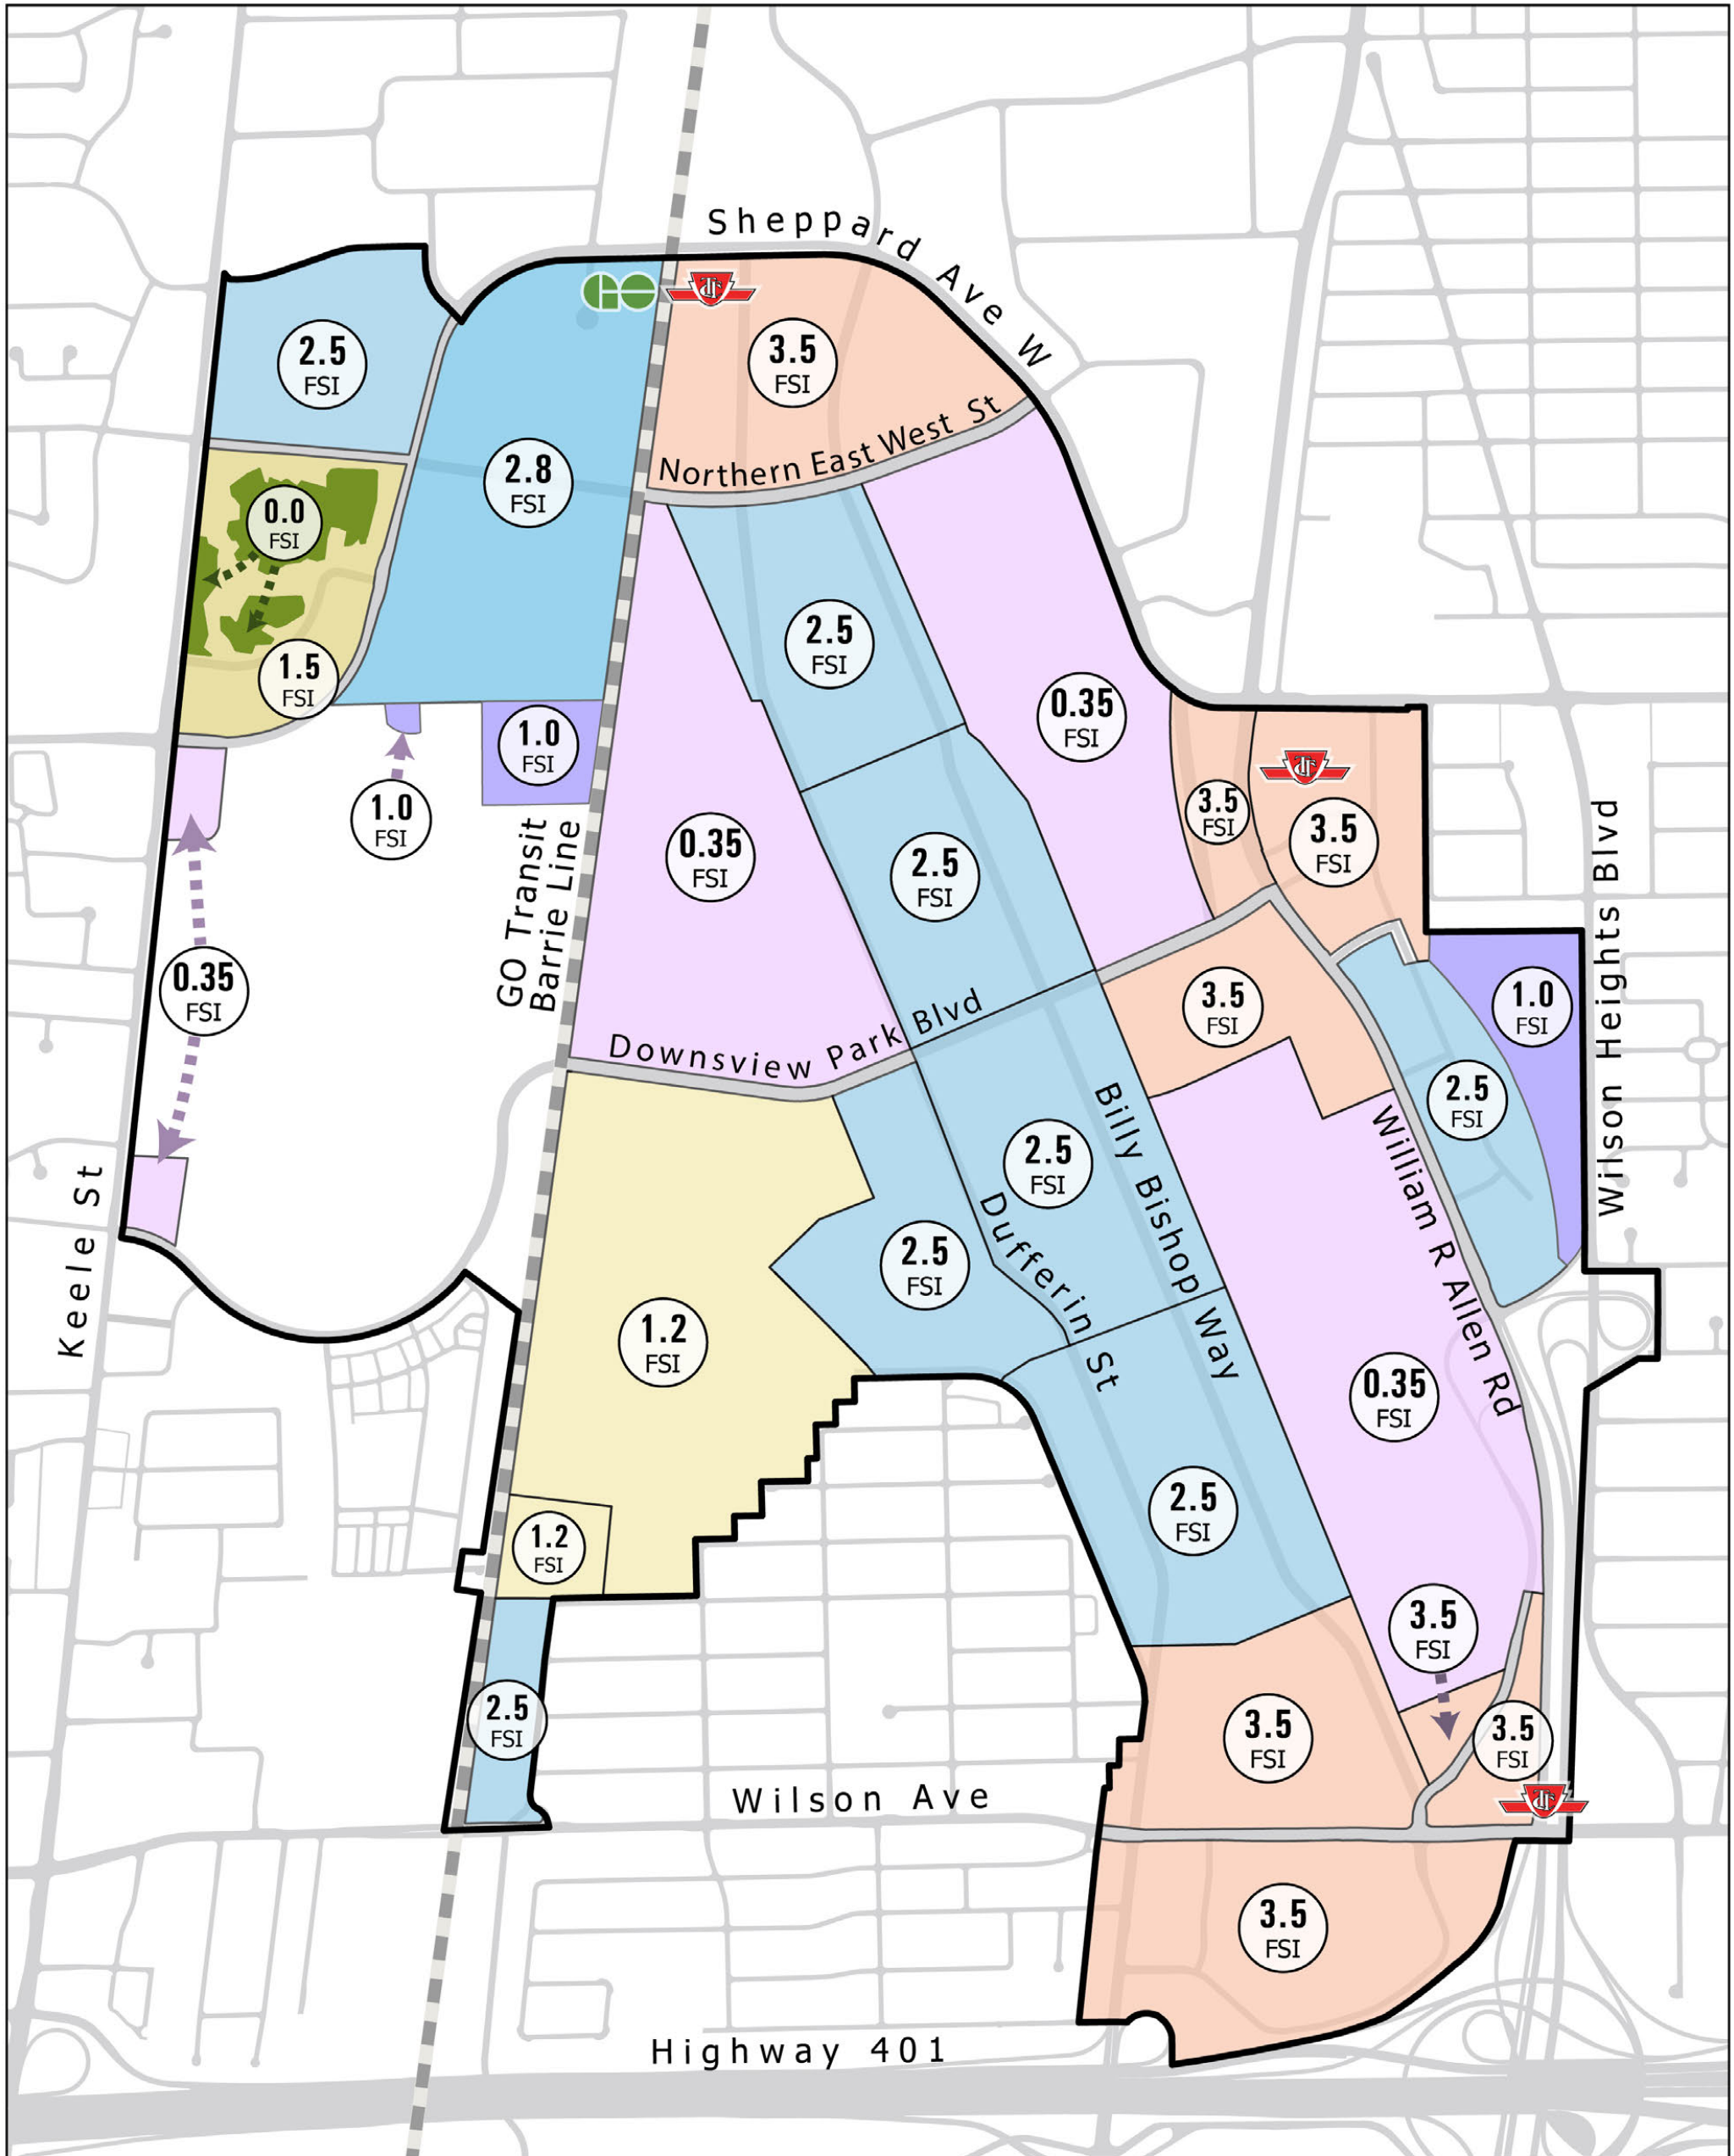 Sheppard Ave W
GO
2.5
FSI
3.5
FSI
Northern East West St
2.8
FSI
0.0
FSI
2.5
FSI
1.5
FSI
0.35
FSI
1.0
FSI
1.0
FSI
3.5
FSI
3.5
FSI
0.35
FSI
2.5
FSI
GO Transit
Barrie Line
0.35
FSI
3.5
FSI
1.0
FSI
Wilson Heights Blvd
Downsview Park Blvd
2.5
FSI
2.5
FSI
Billy Bishop Way
William R Allen Rd
Keele St
Dufferin St
2.5
FSI
1.2
FSI
0.35
FSI
2.5
FSI
1.2
FSI
3.5
FSI
2.5
FSI
3.5
FSI
3.5
FSI
Wilson Ave
3.5
FSI
Highway 401